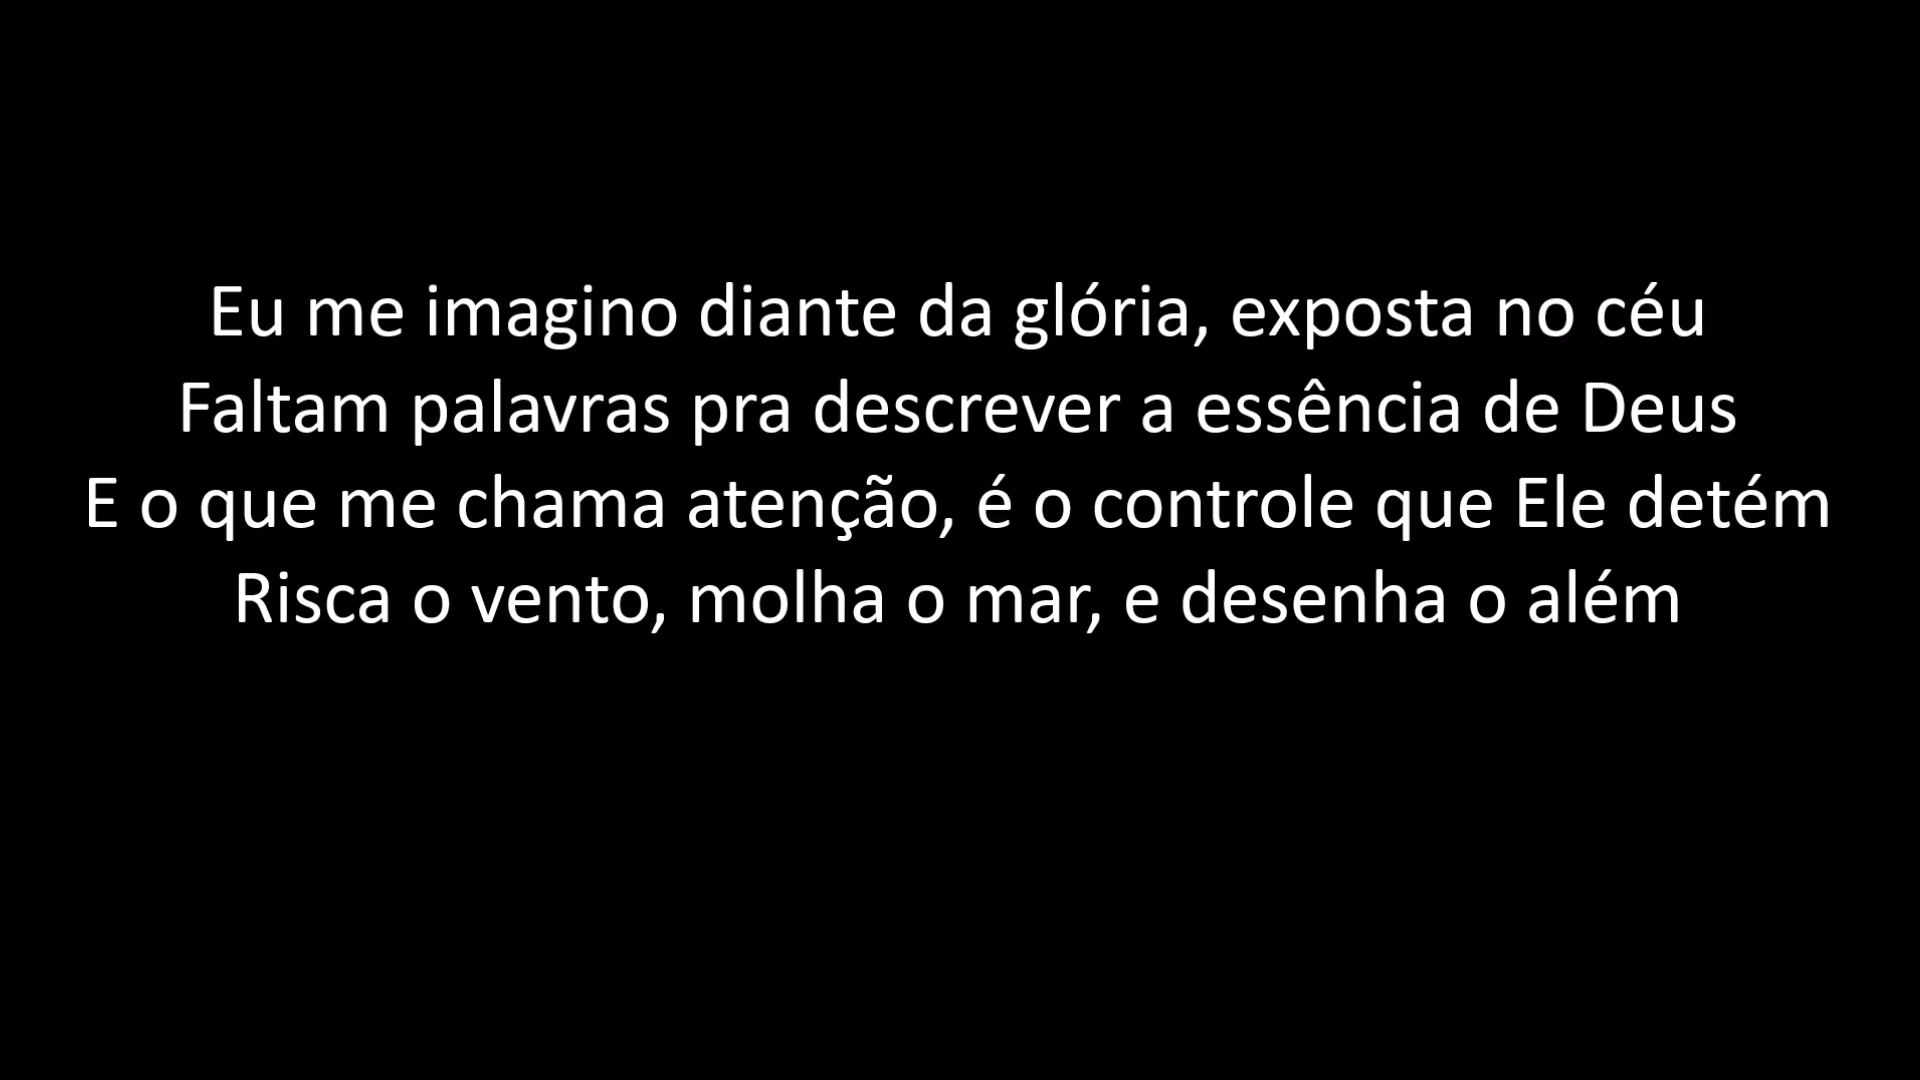 Eu me imagino diante da glória, exposta no céu
Faltam palavras pra descrever a essência de Deus
E o que me chama atenção, é o controle que Ele detém
Risca o vento, molha o mar, e desenha o além